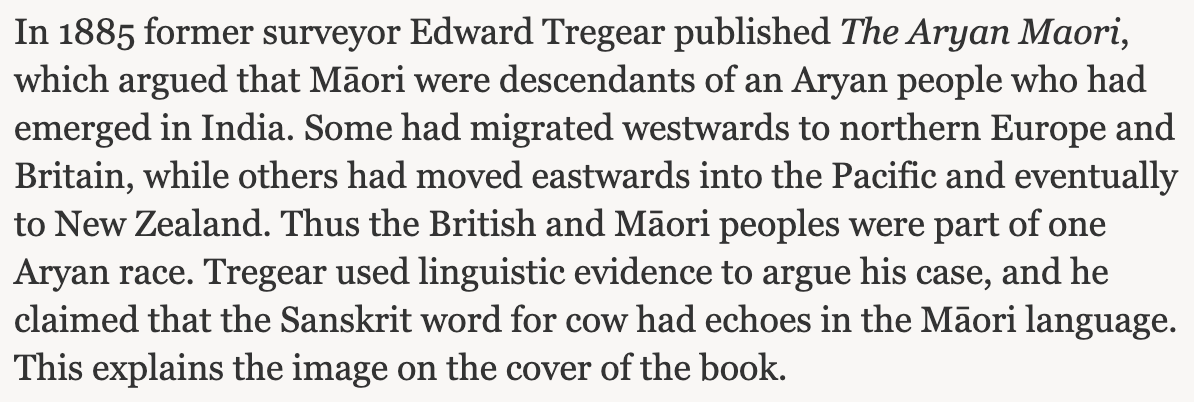 In 1885 former surveyor Edward Tregear published The Aryan Maori,
which argued that Māori were descendants of an Aryan people who had
emerged in India. Some had migrated westwards to northern Europe and
Britain, while others had moved eastwards into the Pacific and eventually
to New Zealand. Thus the British and Māori peoples were part of one
Aryan race. Tregear used linguistic evidence to argue his case, and he
claimed that the Sanskrit word for cow had echoes in the Māori language.
This explains the image on the cover of the book.